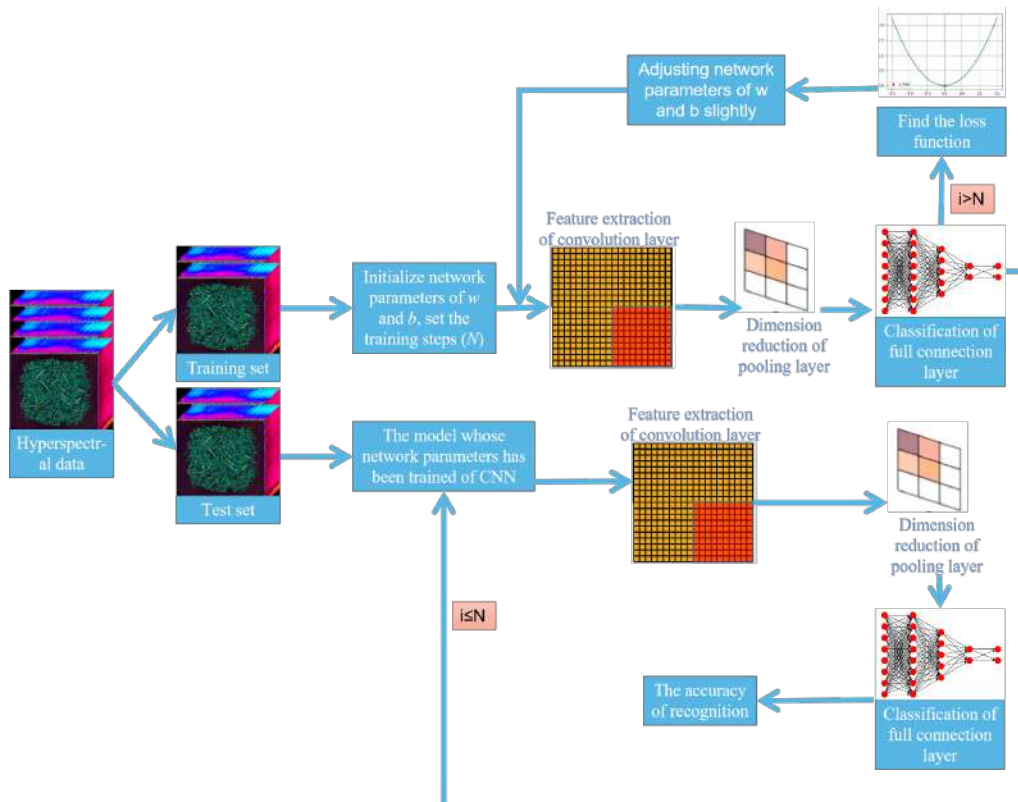 Adjusting network
parameters of w
and b slightly
Find the loss
function
i>N
Feature extraction
of convolution layer
Initialize network
parameters of w
and b, set the
training steps (N)
Dimension
reduction of
pooling layer
Classification of
full connection
layer
Training set
Hyperspectr-
al data
The model whose
network parameters has
been trained of CNN
Feature extraction
of convolution layer
Test set
Dimension
reduction of
pooling layer
i≤N
The accuracy
of recognition
Classification of
full connection
layer